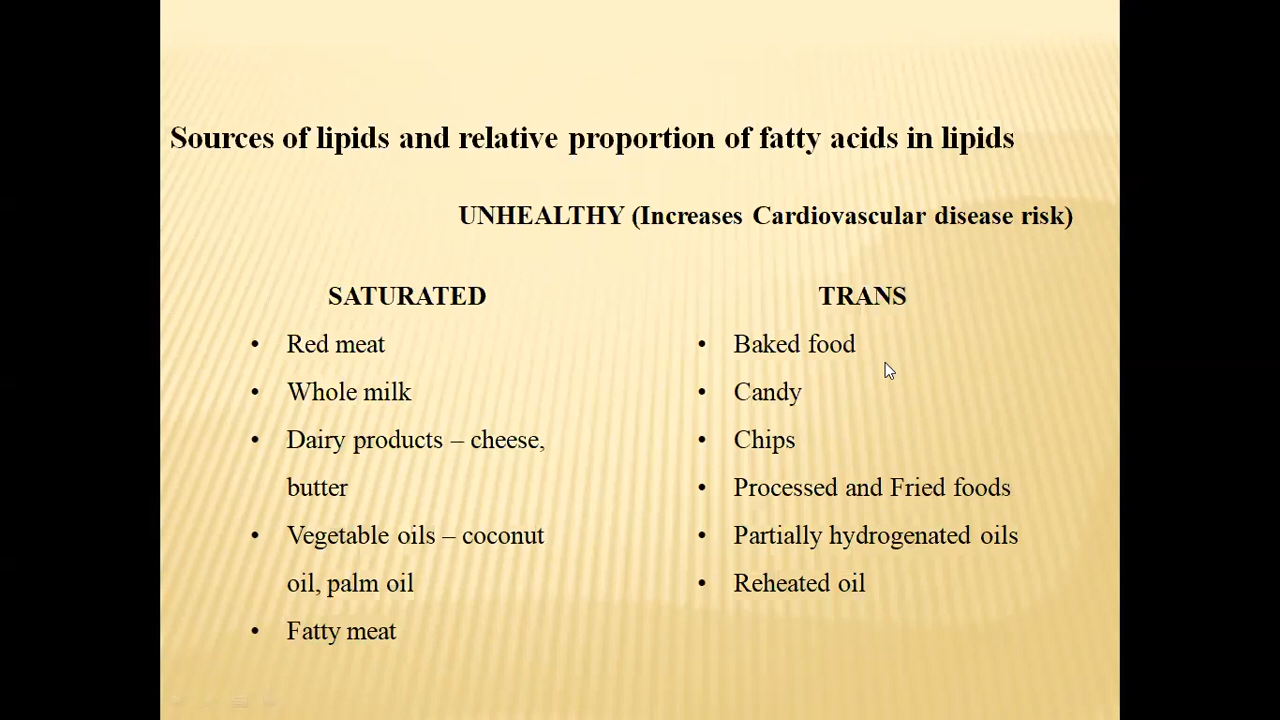 Sources of lipids and relative proportion of fatty acids in lipids
UNHEALTHY (Increases Cardiovascular disease risk)
SATURATED
• Red meat
• Whole milk
• Dairy products – cheese,
butter
• Vegetable oils – coconut
oil, palm oil
• Fatty meat
TRANS
• Baked food
• Candy
• Chips
• Processed and Fried foods
• Partially hydrogenated oils
• Reheated oil